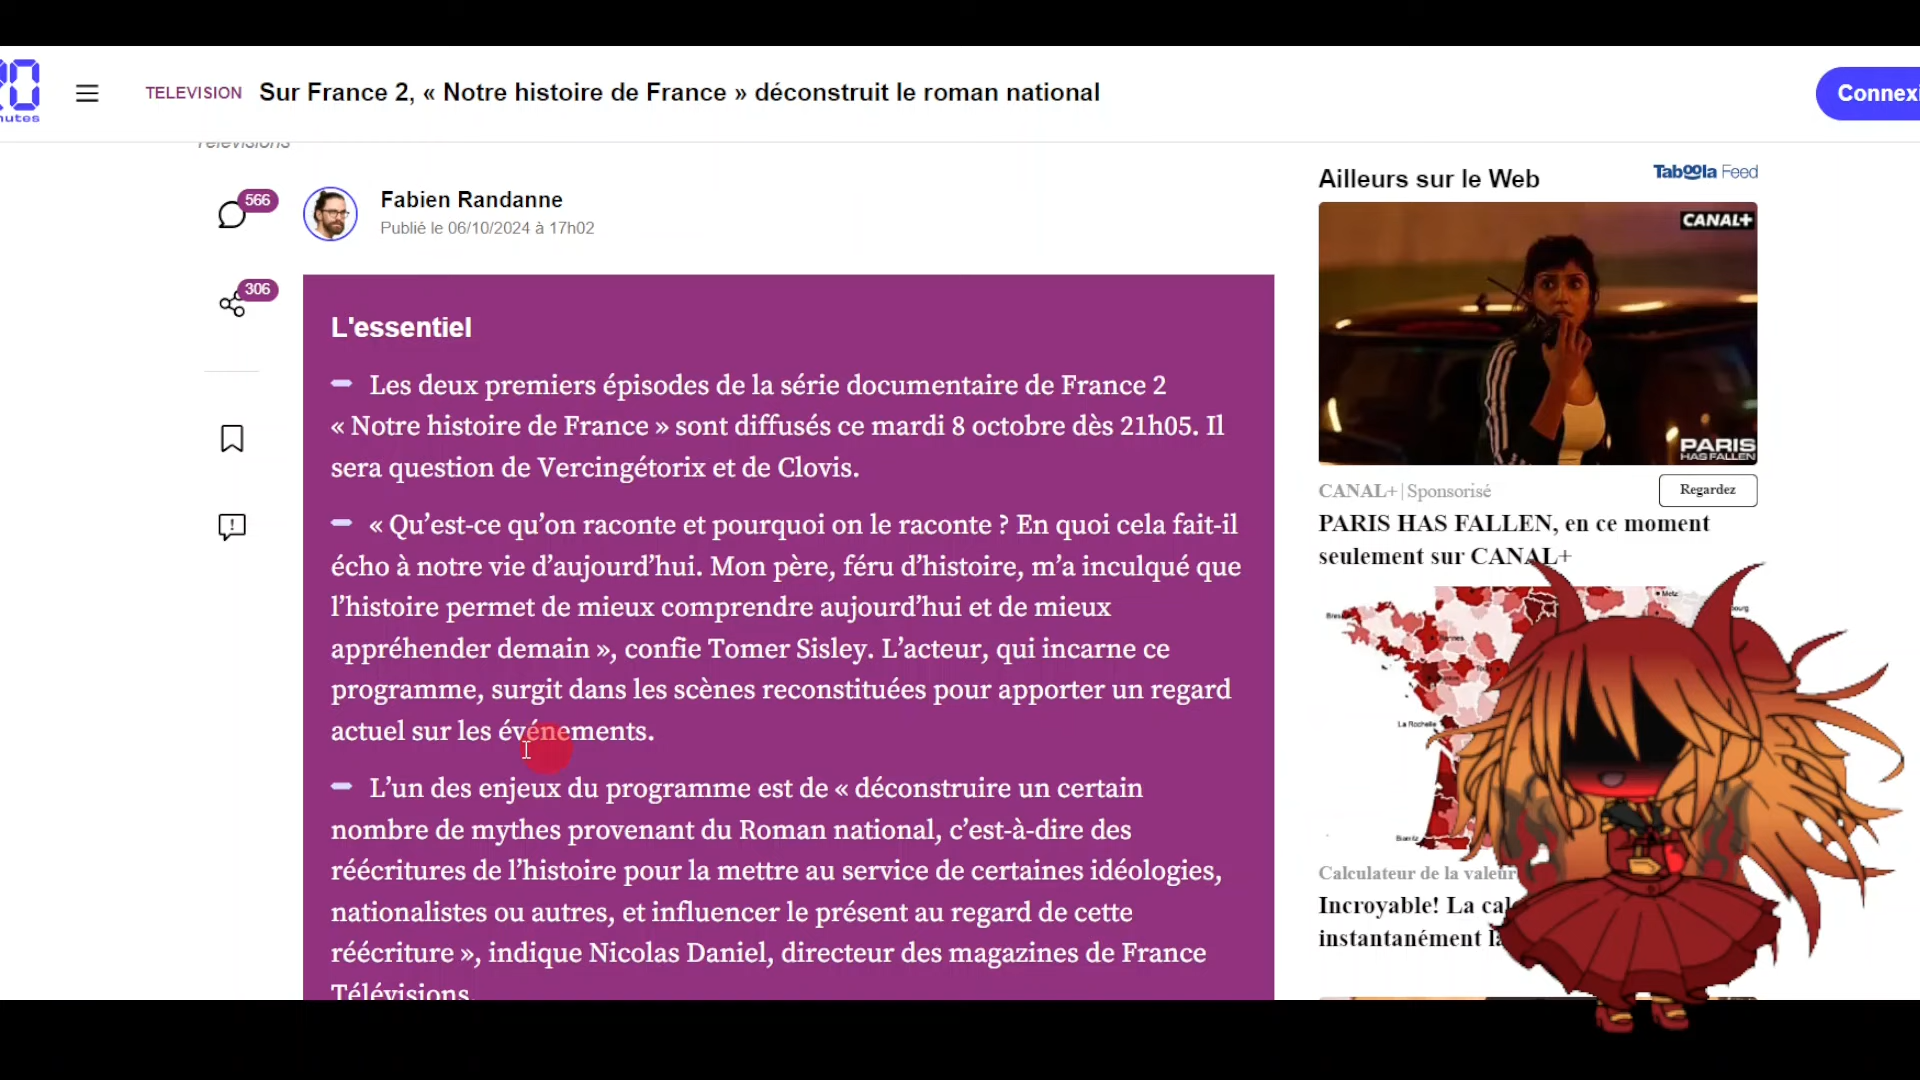 20
nutes
TELEVISION
Sur France 2, « Notre histoire de France » déconstruit le roman national
Connexi
Télévisions
566
Fabien Randanne
Publié le 06/10/2024 à 17h02
306
L'essentiel
Les deux premiers épisodes de la série documentaire de France 2
« Notre histoire de France » sont diffusés ce mardi 8 octobre dès 21h05. Il
sera question de Vercingétorix et de Clovis.
« Qu’est-ce qu’on raconte et pourquoi on le raconte ? En quoi cela fait-il
écho à notre vie d’aujourd’hui. Mon père, féru d’histoire, m’a inculqué que
l’histoire permet de mieux comprendre aujourd’hui et de mieux
appréhender demain », confie Tomer Sisley. L’acteur, qui incarne ce
programme, surgit dans les scènes reconstituées pour apporter un regard
actuel sur les événements.
L’un des enjeux du programme est de « déconstruire un certain
nombre de mythes provenant du Roman national, c’est-à-dire des
réécritures de l’histoire pour la mettre au service de certaines idéologies,
nationalistes ou autres, et influencer le présent au regard de cette
réécriture », indique Nicolas Daniel, directeur des magazines de France
Télévisions.
Ailleurs sur le Web
Taboola Feed
CANAL+
PARIS
HAS FALLEN
CANAL+ | Sponsorisé
Regardez
PARIS HAS FALLEN, en ce moment
seulement sur CANAL+
Metz
La Rochelle
Biarritz
Calculateur de la valeur
Incroyable! La cal
instantanément la